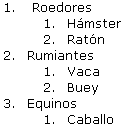 1. Roedores
1. Hámster
2. Ratón
2. Rumiantes
1. Vaca
2. Buey
3. Equinos
1. Caballo